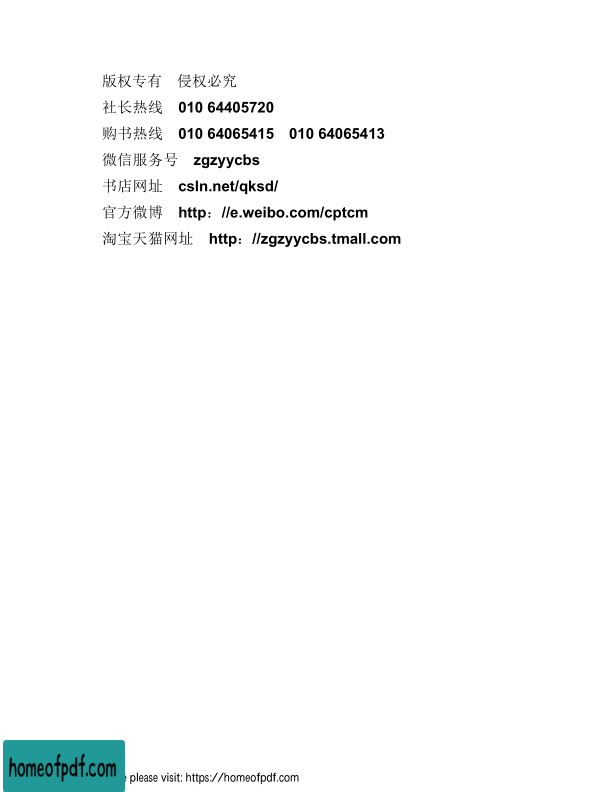 版权专有　侵权必究
社长热线　010 64405720
购书热线　010 64065415　010 64065413
微信服务号　zgzyycbs
书店网址　csln.net/qksd/
官方微博　http：//e.weibo.com/cptcm
淘宝天猫网址　http：//zgzyycbs.tmall.com
homeofpdf.com
please visit: https://homeofpdf.com